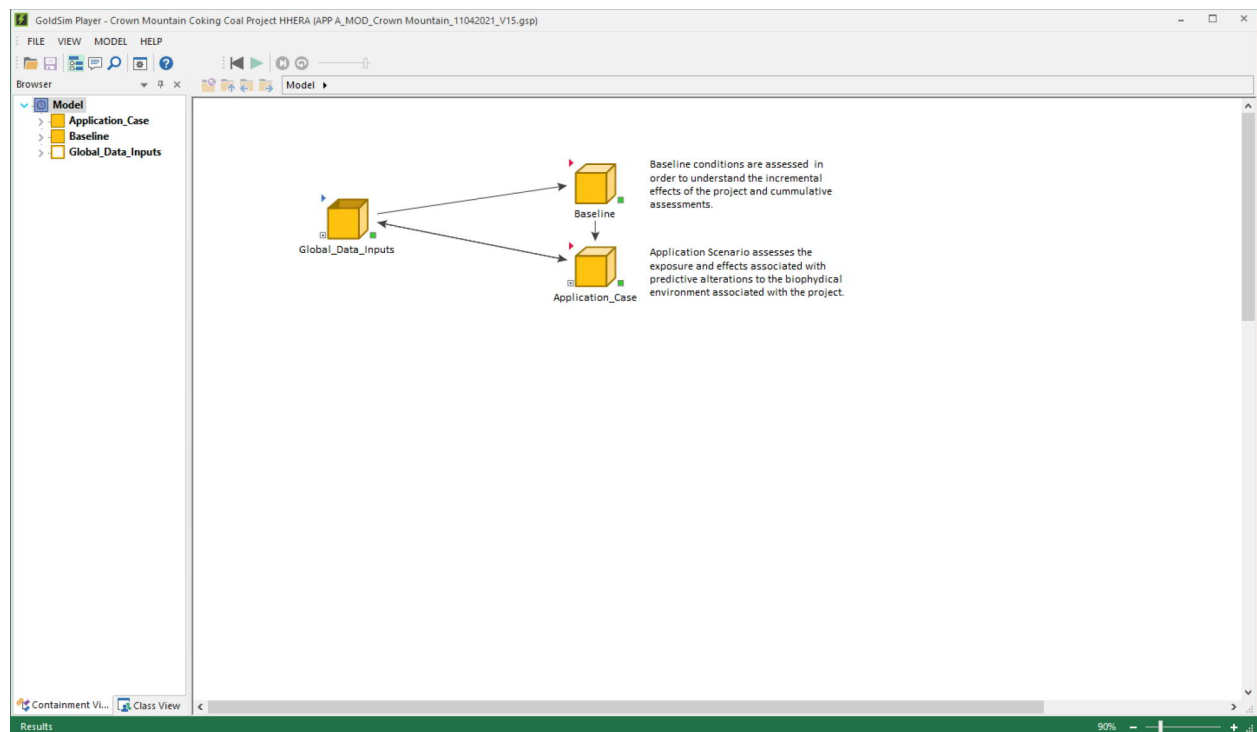 GoldSim Player - Crown Mountain Coking Coal Project HHERA (APP A_MOD_Crown Mountain_11042021_V15.gsp)
FILE VIEW MODEL HELP
Browser
Model
Model
Application_Case
Baseline
Global_Data_Inputs
Baseline conditions are assessed in
order to understand the incremental
effects of the project and cummulative
assessments.
Baseline
Global_Data_Inputs
Application Scenario assesses the
exposure and effects associated with
predictive alterations to the biophydical
environment associated with the project.
Application_Case
Containment Vi... Class View
Results
90%